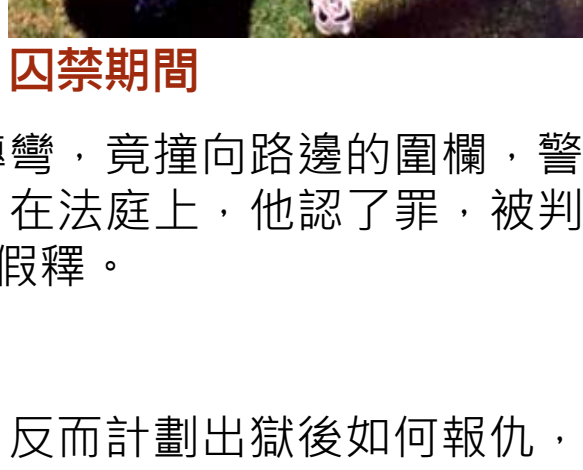 囚禁期間
彎，竟撞向路邊的圍欄，警
在法庭上，他認了罪，被判
假釋。
反而計劃出獄後如何報仇，